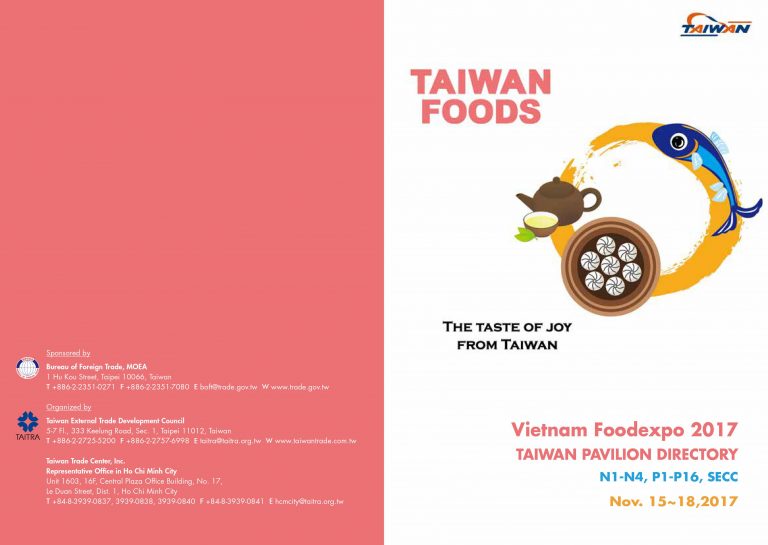 Sponsored by
Bureau of Foreign Trade, MOEA
1 Hu Kou Street, Taipei 10066, Taiwan
T +886-2-2351-0271 F +886-2-2351-7080 E boft@trade.gov.tw W www.trade.gov.tw
Organized by
TAITRA
Taiwan External Trade Development Council
5-7 Fl., 333 Keelung Road, Sec. 1, Taipei 11012, Taiwan
T +886-2-2725-5200 F +886-2-2757-6998 E taitra@taitra.org.tw W www.taiwantrade.com.tw
Taiwan Trade Center, Inc.
Representative Office in Ho Chi Minh City
Unit 1603, 16F, Central Plaza Office Building, No. 17,
Le Duan Street, Dist. 1, Ho Chi Minh City
T +84-8-3939-0837, 3939-0838, 3939-0840 F +84-8-3939-0841 E hcmcity@taitra.org.tw
TAIWAN
TAIWAN
FOODS
THE TASTE OF JOY
FROM TAIWAN
Vietnam Foodexpo 2017
TAIWAN PAVILION DIRECTORY
N1-N4, P1-P16, SECC
Nov. 15~18,2017